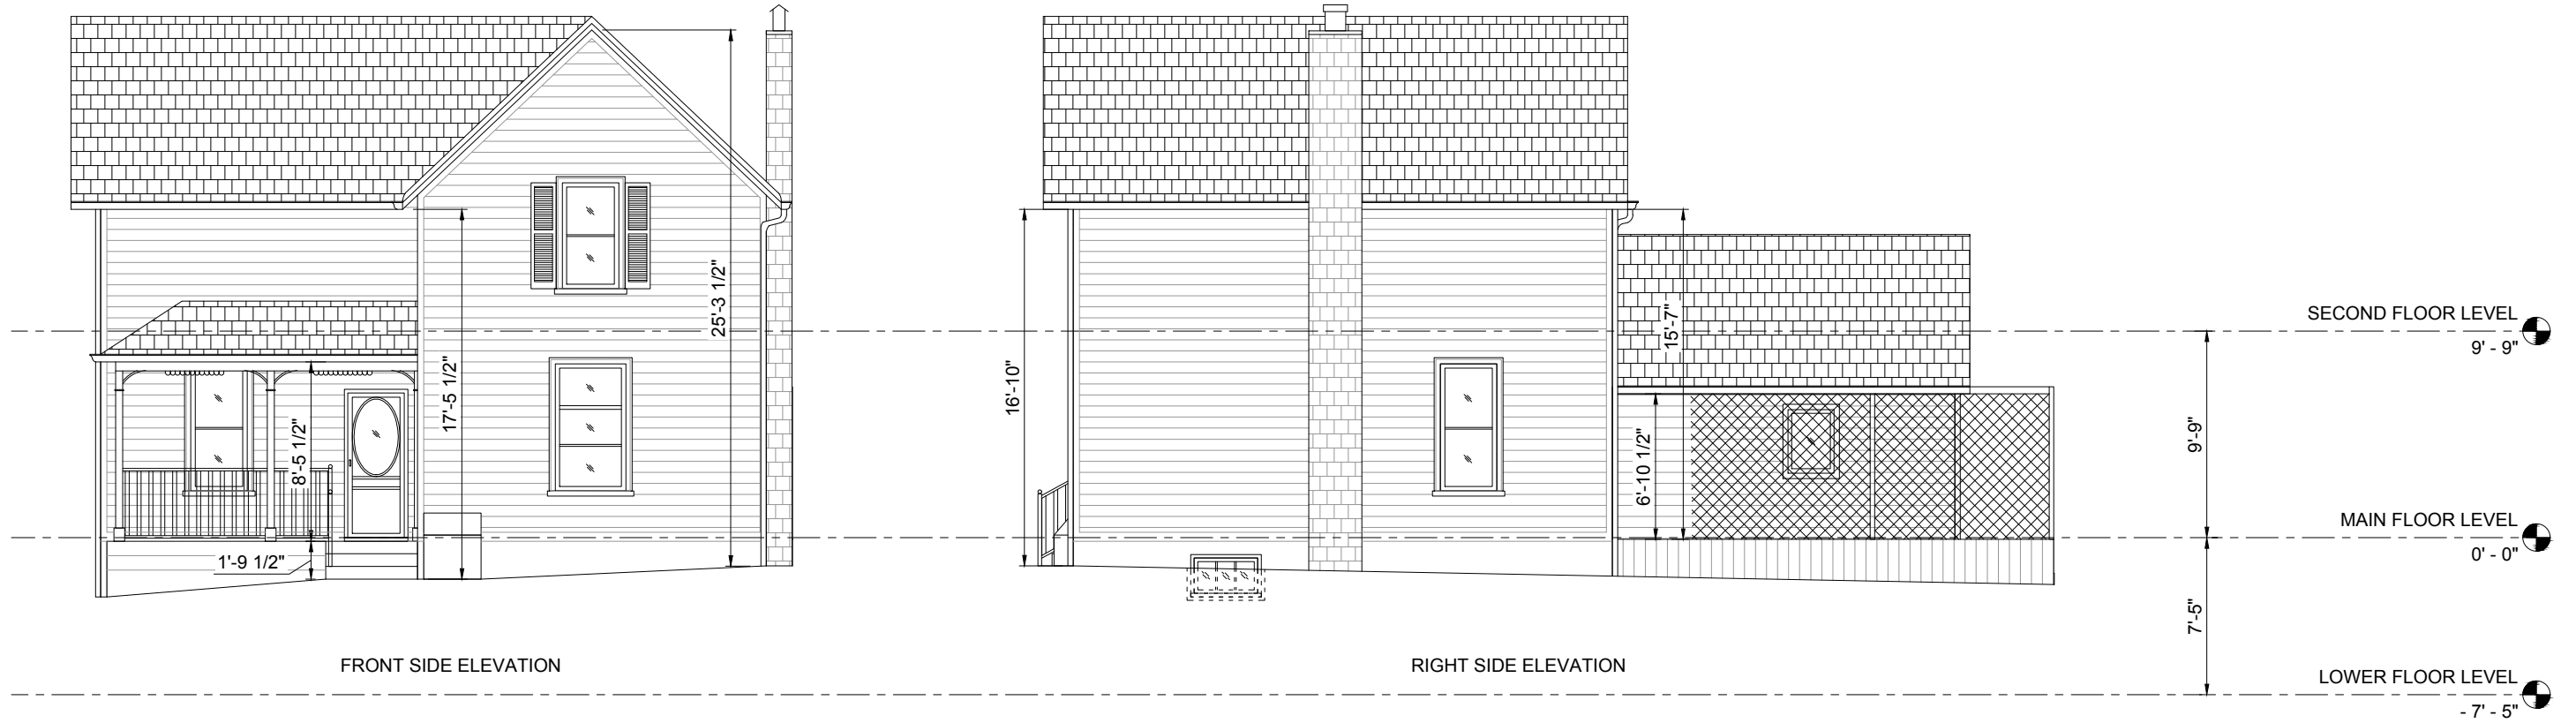 25'-3 1/2"
17'-5 1/2"
8'-5 1/2"
1'-9 1/2"
FRONT SIDE ELEVATION
16'-10"
15'-7"
6'-10 1/2"
RIGHT SIDE ELEVATION
SECOND FLOOR LEVEL
9' - 9"
9'-9"
MAIN FLOOR LEVEL
0' - 0"
7'-5"
LOWER FLOOR LEVEL
- 7' - 5"